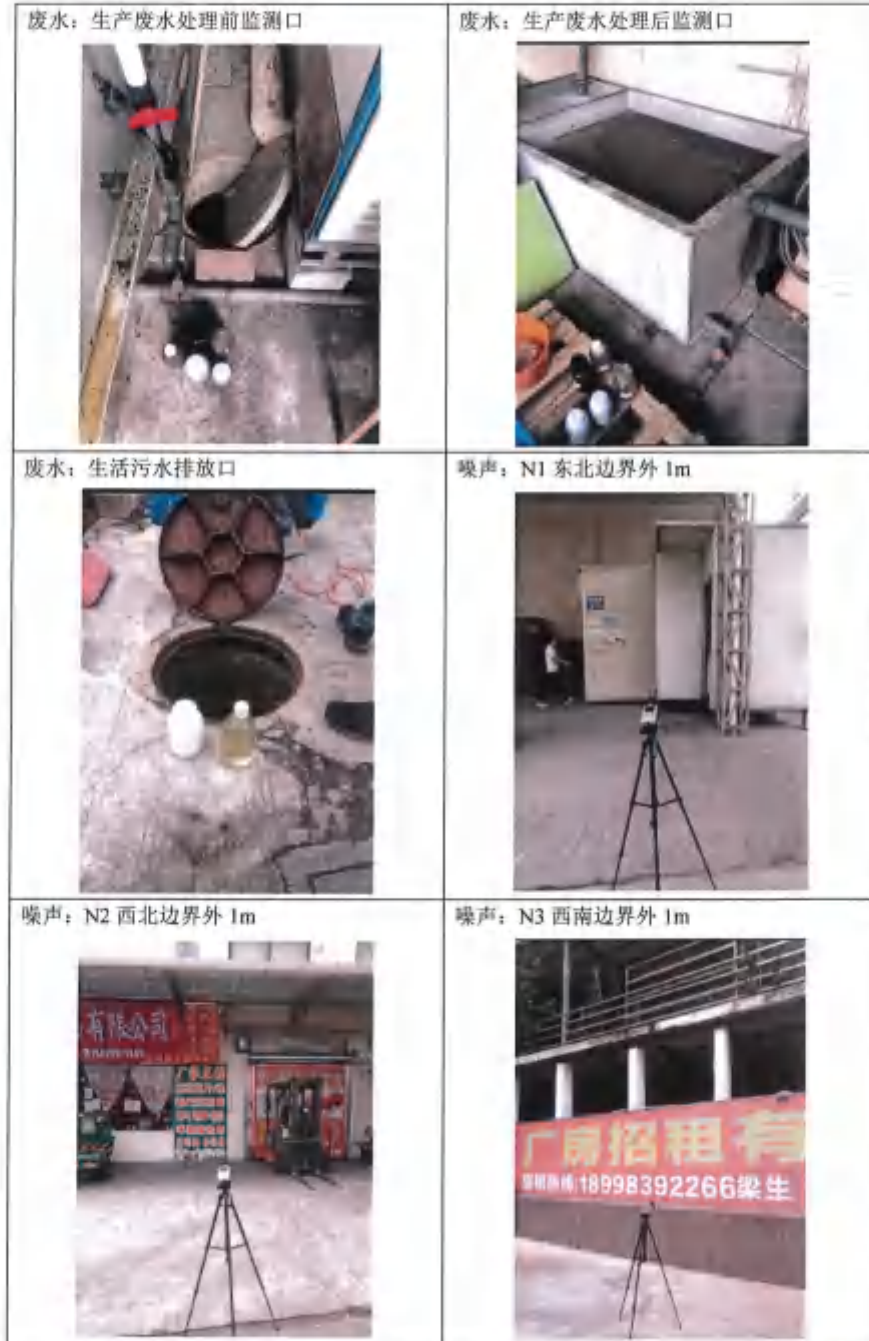 废水：生产废水处理前监测口
废水：生产废水处理后监测口
废水：生活污水排放口
噪声：N1 东北边界外 1m
噪声：N2 西北边界外 1m
噪声：N3 西南边界外 1m
有限公司
厂房招租有
18998392266梁生